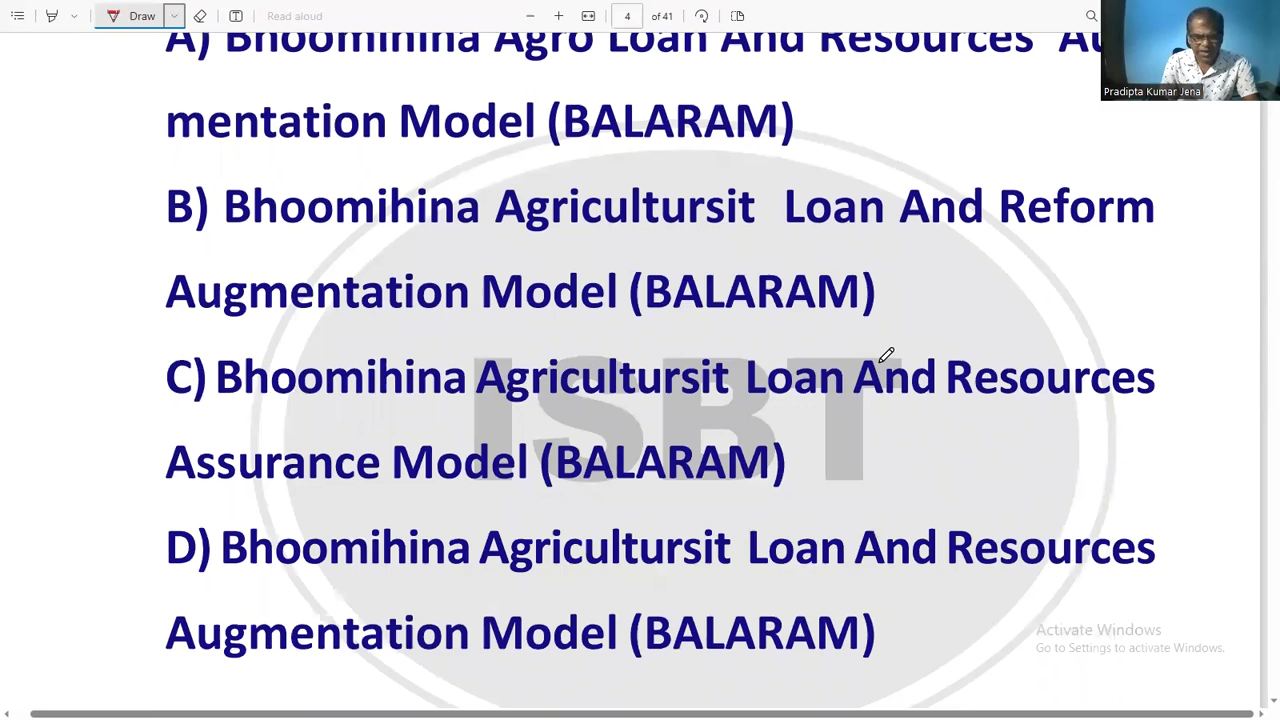 Draw
Read aloud
4
of 41
A) Bhoomihina Agro Loan And Resources Au
Pradipta Kumar Jena
mentation Model (BALARAM)
B) Bhoomihina Agricultursit Loan And Reform
Augmentation Model (BALARAM)
C) Bhoomihina Agricultursit Loan And Resources
Assurance Model (BALARAM)
D) Bhoomihina Agricultursit Loan And Resources
Augmentation Model (BALARAM)
ISBT
Activate Windows
Go to Settings to activate Windows.